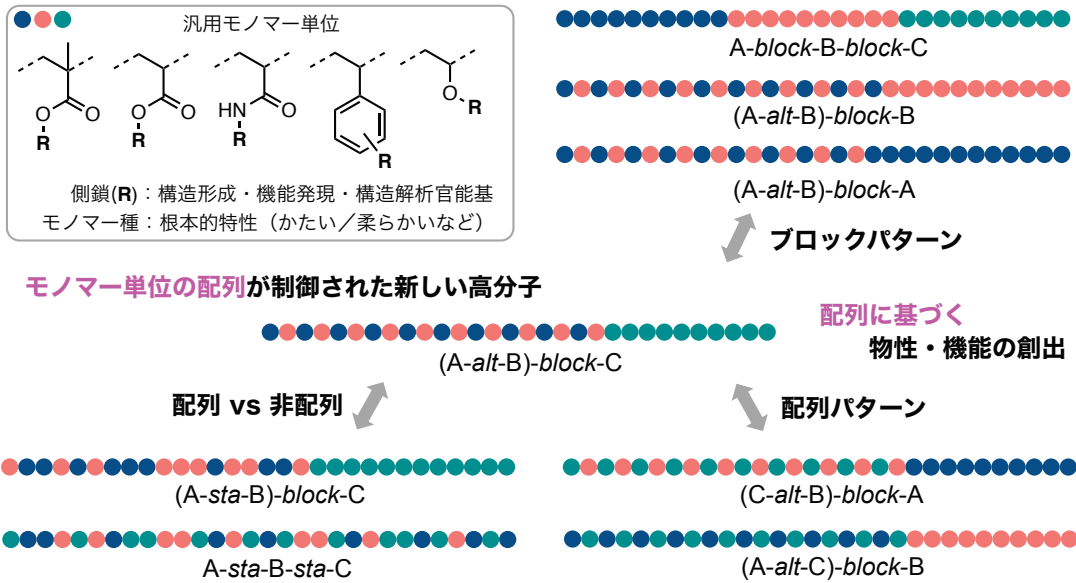 汎用モノマー単位
O
O
R
O
O
R
HN
O
R
R
O
R
側鎖(R)：構造形成・機能発現・構造解析官能基
モノマー種：根本的特性（かたい／柔らかいなど）
A-block-B-block-C
(A-alt-B)-block-B
(A-alt-B)-block-A
ブロックパターン
モノマー単位の配列が制御された新しい高分子
(A-alt-B)-block-C
配列に基づく
物性・機能の創出
配列 vs 非配列
配列パターン
(A-sta-B)-block-C
A-sta-B-sta-C
(C-alt-B)-block-A
(A-alt-C)-block-B